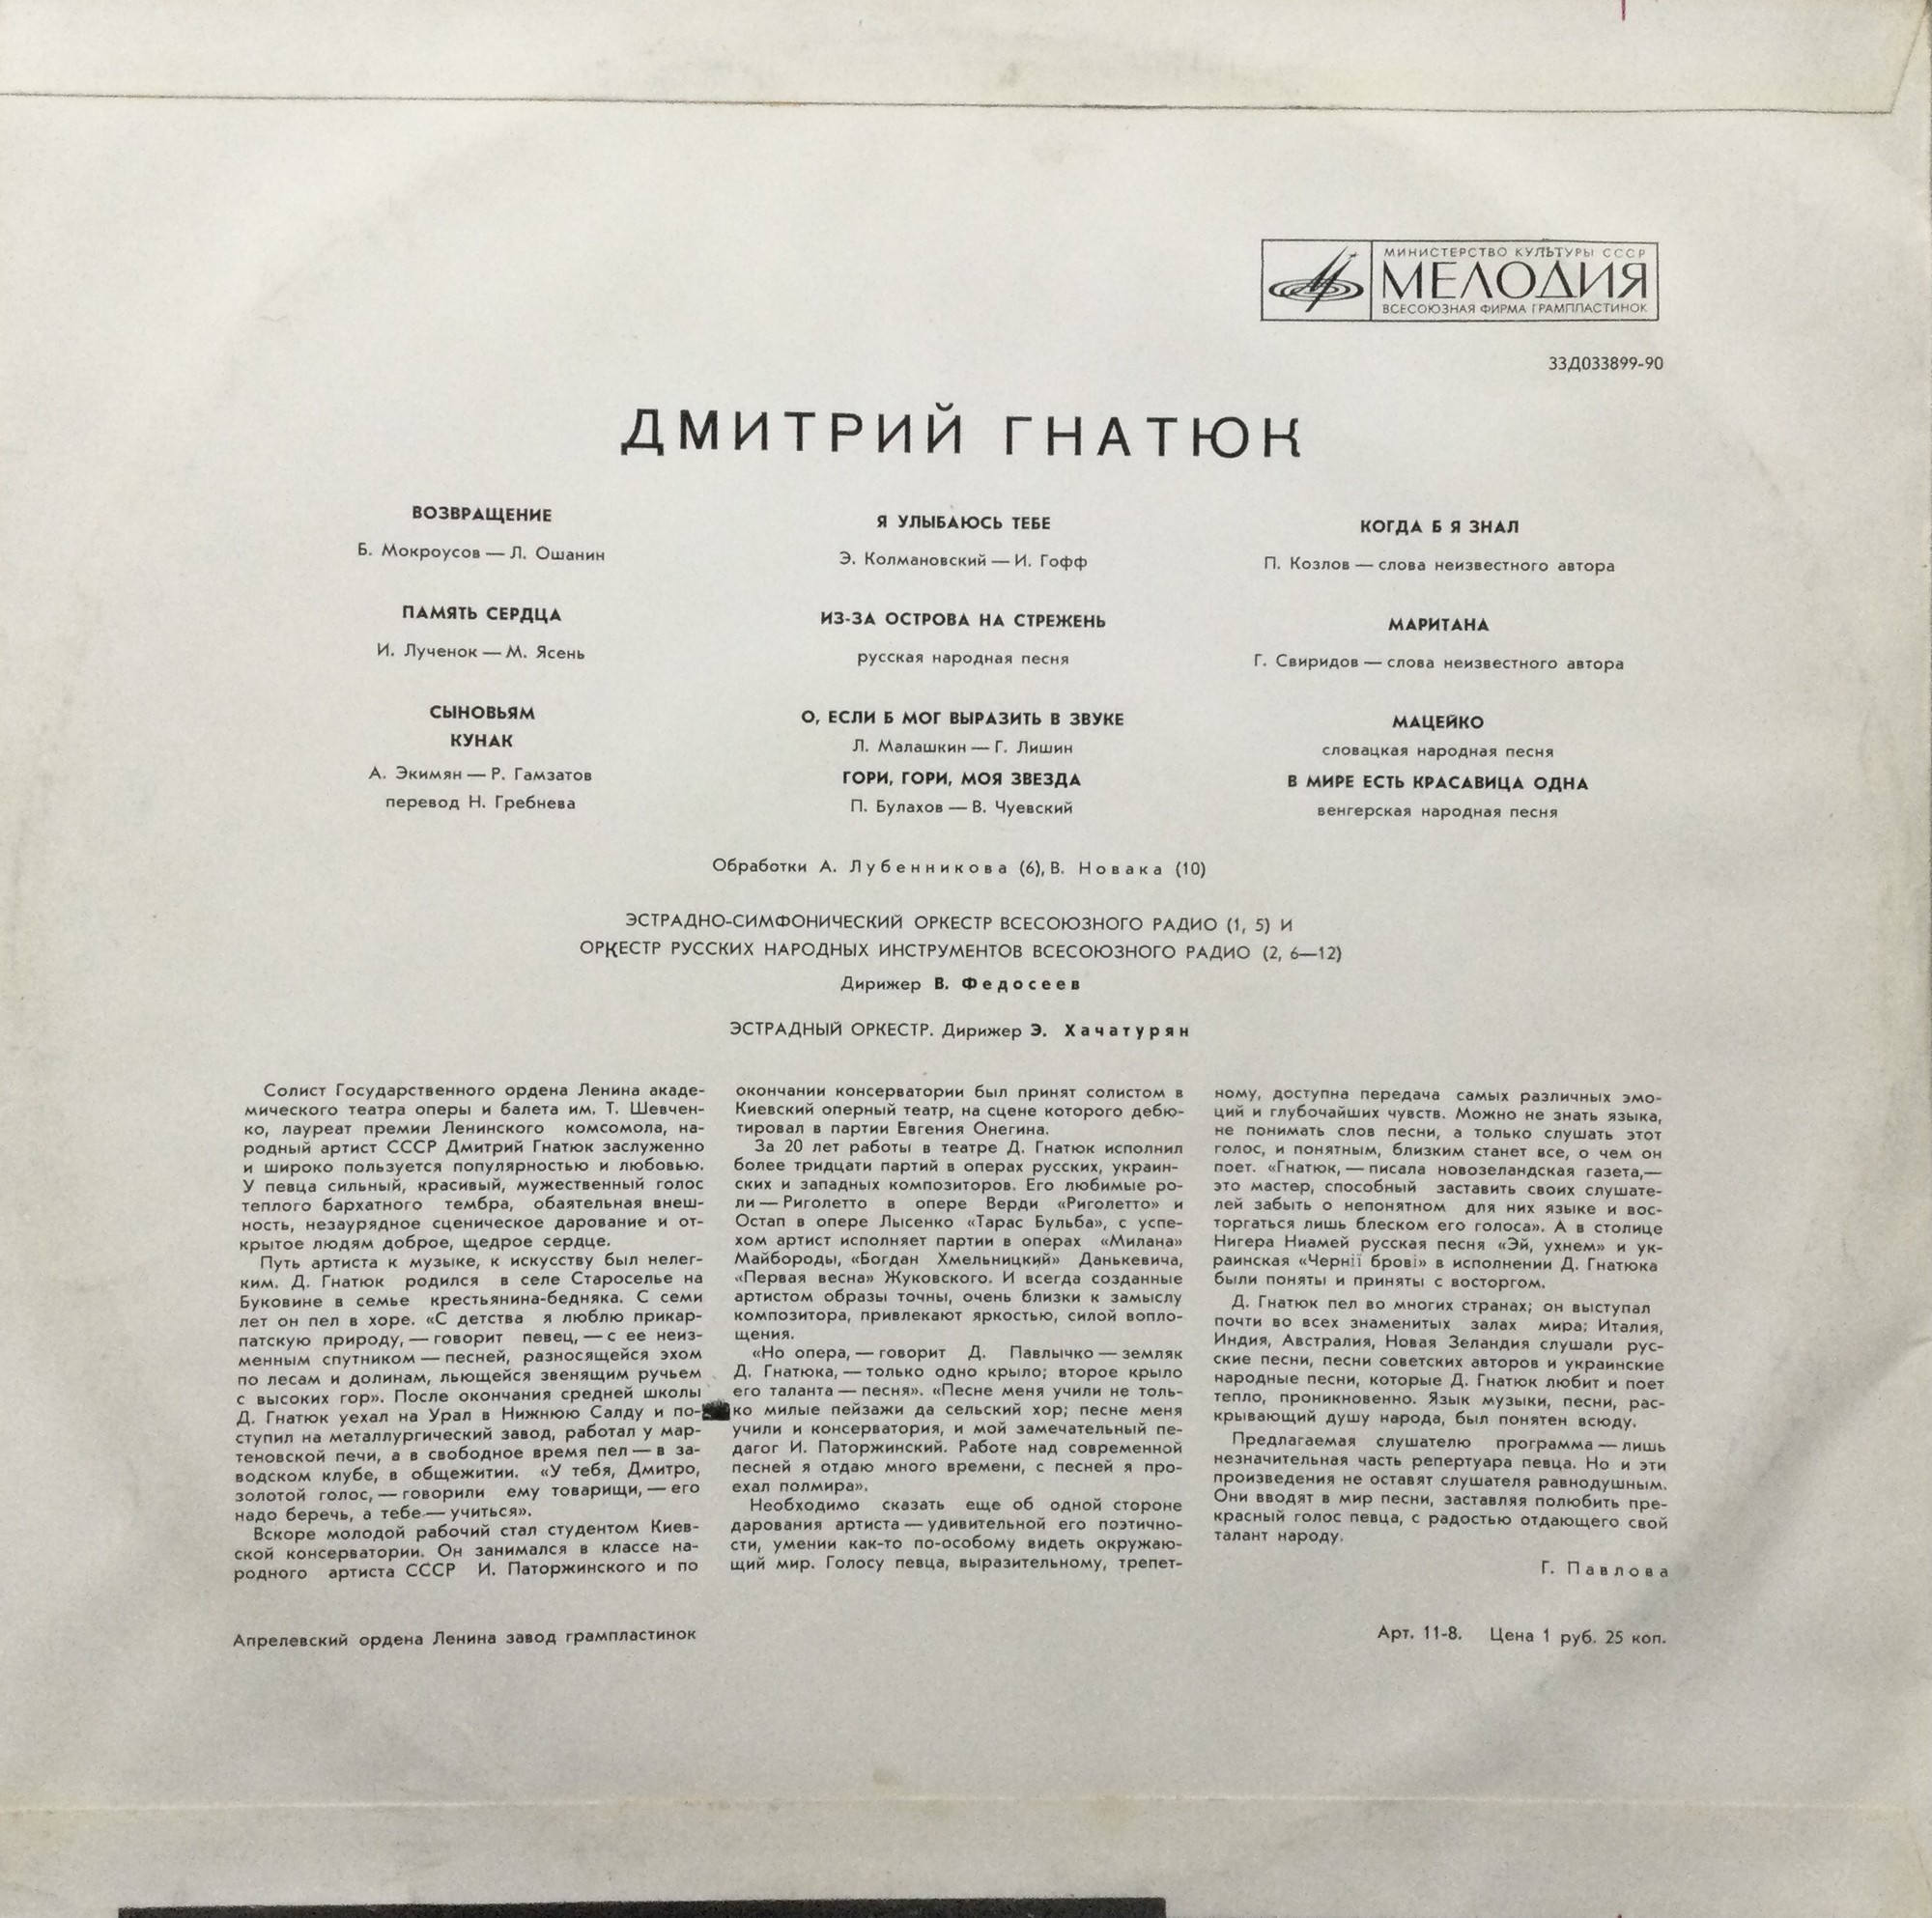 МИНИСТЕРСТВО КУЛЬТУРЫ СССР
МЕЛОДИЯ
ВСЕСОЮЗНАЯ ФИРМА ГРАМПЛАСТИНОК
33Д033899-90
ДМИТРИЙ ГНАТЮК
ВОЗВРАЩЕНИЕ
Б. Мокроусов — Л. Ошанин
ПАМЯТЬ СЕРДЦА
И. Лученок — М. Ясень
СЫНОВЬЯМ
КУНАК
А. Экимян — Р. Гамзатов
перевод Н. Гребнева
Я УЛЫБАЮСЬ ТЕБЕ
Э. Колмановский — И. Гофф
ИЗ-ЗА ОСТРОВА НА СТРЕЖЕНЬ
русская народная песня
О, ЕСЛИ Б МОГ ВЫРАЗИТЬ В ЗВУКЕ
Л. Малашкин — Г. Лишин
ГОРИ, ГОРИ, МОЯ ЗВЕЗДА
П. Булахов — В. Чуевский
КОГДА Б Я ЗНАЛ
П. Козлов — слова неизвестного автора
МАРИТАНА
Г. Свиридов — слова неизвестного автора
МАЦЕЙКО
словацкая народная песня
В МИРЕ ЕСТЬ КРАСАВИЦА ОДНА
венгерская народная песня
Обработки А. Лубенникова (6), В. Новака (10)
ЭСТРАДНО-СИМФОНИЧЕСКИЙ ОРКЕСТР ВСЕСОЮЗНОГО РАДИО (1, 5) И
ОРКЕСТР РУССКИХ НАРОДНЫХ ИНСТРУМЕНТОВ ВСЕСОЮЗНОГО РАДИО (2, 6—12)
Дирижер В. Федосеев
ЭСТРАДНЫЙ ОРКЕСТР. Дирижер Э. Хачатурян
Солист Государственного ордена Ленина акаде-
мического театра оперы и балета им. Т. Шевчен-
ко, лауреат премии Ленинского комсомола, на-
родный артист СССР Дмитрий Гнатюк заслуженно
и широко пользуется популярностью и любовью.
У певца сильный, красивый, мужественный голос
теплого бархатного тембра, обаятельная внеш-
ность, незаурядное сценическое дарование и от-
крытое людям доброе, щедрое сердце.
Путь артиста к музыке, к искусству был нелег-
ким. Д. Гнатюк родился в селе Староселье на
Буковине в семье крестьянина-бедняка. С семи
лет он пел в хоре. «С детства я люблю прикар-
патскую природу, — говорит певец, — с ее неиз-
менным спутником — песней, разносящейся эхом
по лесам и долинам, льющейся звенящим ручьем
с высоких гор». После окончания средней школы
Д. Гнатюк уехал на Урал в Нижнюю Салду и по-
ступил на металлургический завод, работал у мар-
теновской печи, а в свободное время пел — в за-
водском клубе, в общежитии. «У тебя, Дмитро,
золотой голос, — говорили ему товарищи, — его
надо беречь, а тебе — учиться».
Вскоре молодой рабочий стал студентом Киев-
ской консерватории. Он занимался в классе на-
родного артиста СССР И. Паторжинского и по
окончании консерватории был принят солистом в
Киевский оперный театр, на сцене которого дебю-
тировал в партии Евгения Онегина.
За 20 лет работы в театре Д. Гнатюк исполнил
более тридцати партий в операх русских, украин-
ских и западных композиторов. Его любимые ро-
ли — Риголетто в опере Верди «Риголетто» и
Остап в опере Лысенко «Тарас Бульба», с успе-
хом артист исполняет партии в операх «Милана»
Майбороды, «Богдан Хмельницкий» Данькевича,
«Первая весна» Жуковского. И всегда созданные
артистом образы точны, очень близки к замыслу
композитора, привлекают яркостью, силой вопло-
щения.
«Но опера, — говорит Д. Павлычко — земляк
Д. Гнатюка, — только одно крыло; второе крыло
его таланта — песня». «Песне меня учили не толь-
ко милые пейзажи да сельский хор; песне меня
учили и консерватория, и мой замечательный пе-
дагог И. Паторжинский. Работе над современной
песней я отдаю много времени, с песней я про-
ехал полмира».
Необходимо сказать еще об одной стороне
дарования артиста — удивительной его поэтично-
сти, умении как-то по-особому видеть окружаю-
щий мир. Голосу певца, выразительному, трепет-
ному, доступна передача самых различных эмо-
ций и глубочайших чувств. Можно не знать языка,
не понимать слов песни, а только слушать этот
голос, и понятным, близким станет все, о чем он
поет. «Гнатюк, — писала новозеландская газета,—
это мастер, способный заставить своих слушате-
лей забыть о непонятном для них языке и вос-
торгаться лишь блеском его голоса». А в столице
Нигера Ниамей русская песня «Эй, ухнем» и ук-
раинская «Чернії брові» в исполнении Д. Гнатюка
были поняты и приняты с восторгом.
Д. Гнатюк пел во многих странах; он выступал
почти во всех знаменитых залах мира; Италия,
Индия, Австралия, Новая Зеландия слушали рус-
ские песни, песни советских авторов и украинские
народные песни, которые Д. Гнатюк любит и поет
тепло, проникновенно. Язык музыки, песни, рас-
крывающий душу народа, был понятен всюду.
Предлагаемая слушателю программа — лишь
незначительная часть репертуара певца. Но и эти
произведения не оставят слушателя равнодушным.
Они вводят в мир песни, заставляя полюбить пре-
красный голос певца, с радостью отдающего свой
талант народу.
Г. Павлова
Апрелевский ордена Ленина завод грампластинок
Арт. 11-8. Цена 1 руб. 25 коп.